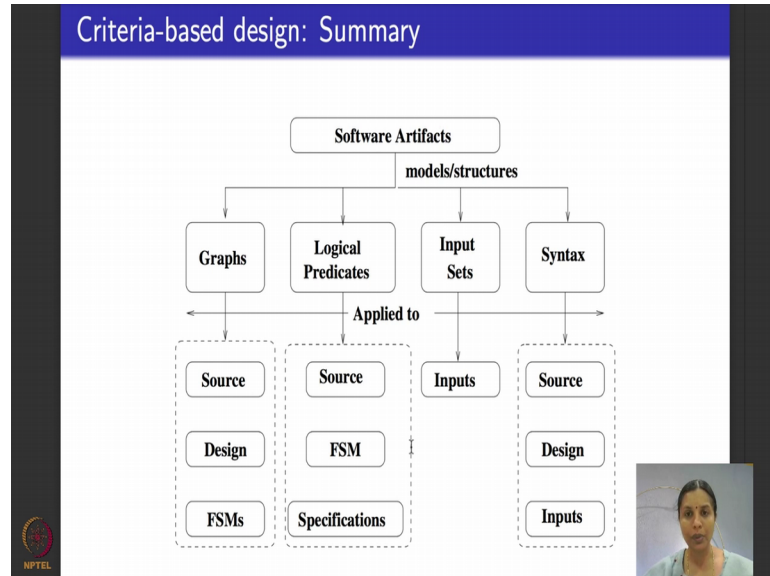 Criteria-based design: Summary
Software Artifacts
models/structures
Graphs
Logical
Predicates
Input
Sets
Syntax
Applied to
Source
Source
Inputs
Source
Design
FSM
Design
FSMs
Specifications
Inputs
NPTEL